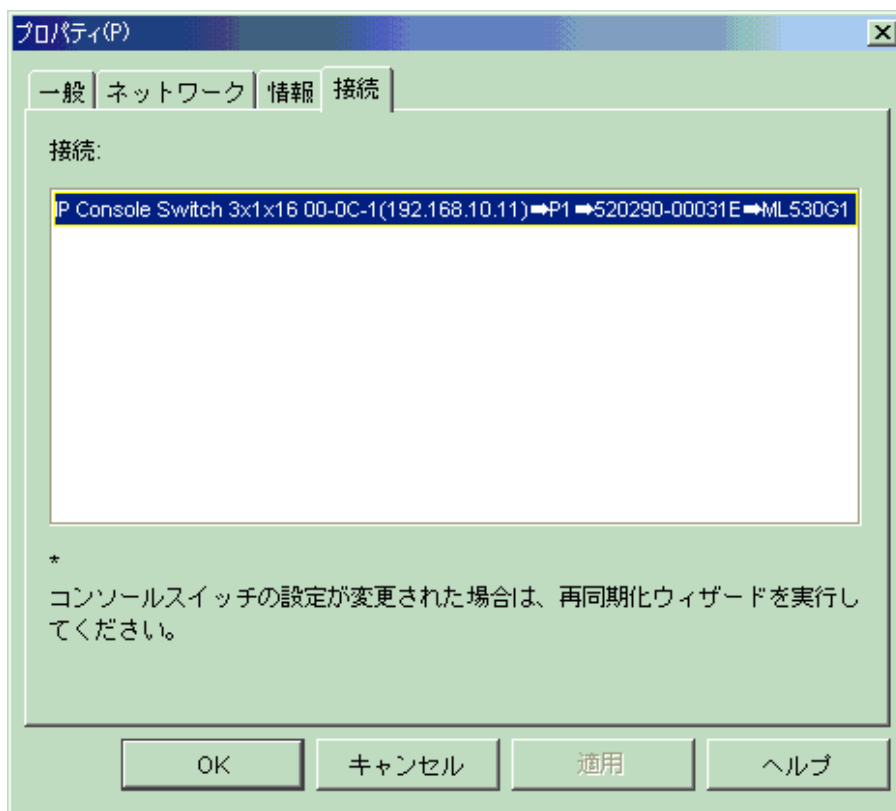 プロパティ(P)
一般 ネットワーク 情報 接続
接続:
IP Console Switch 3x1x16 00-0C-1(192.168.10.11)➡P1➡520290-00031E➡ML530G1
*
コンソールスイッチの設定が変更された場合は、再同期化ウィザードを実行し
てください。
OK キャンセル 適用 ヘルプ